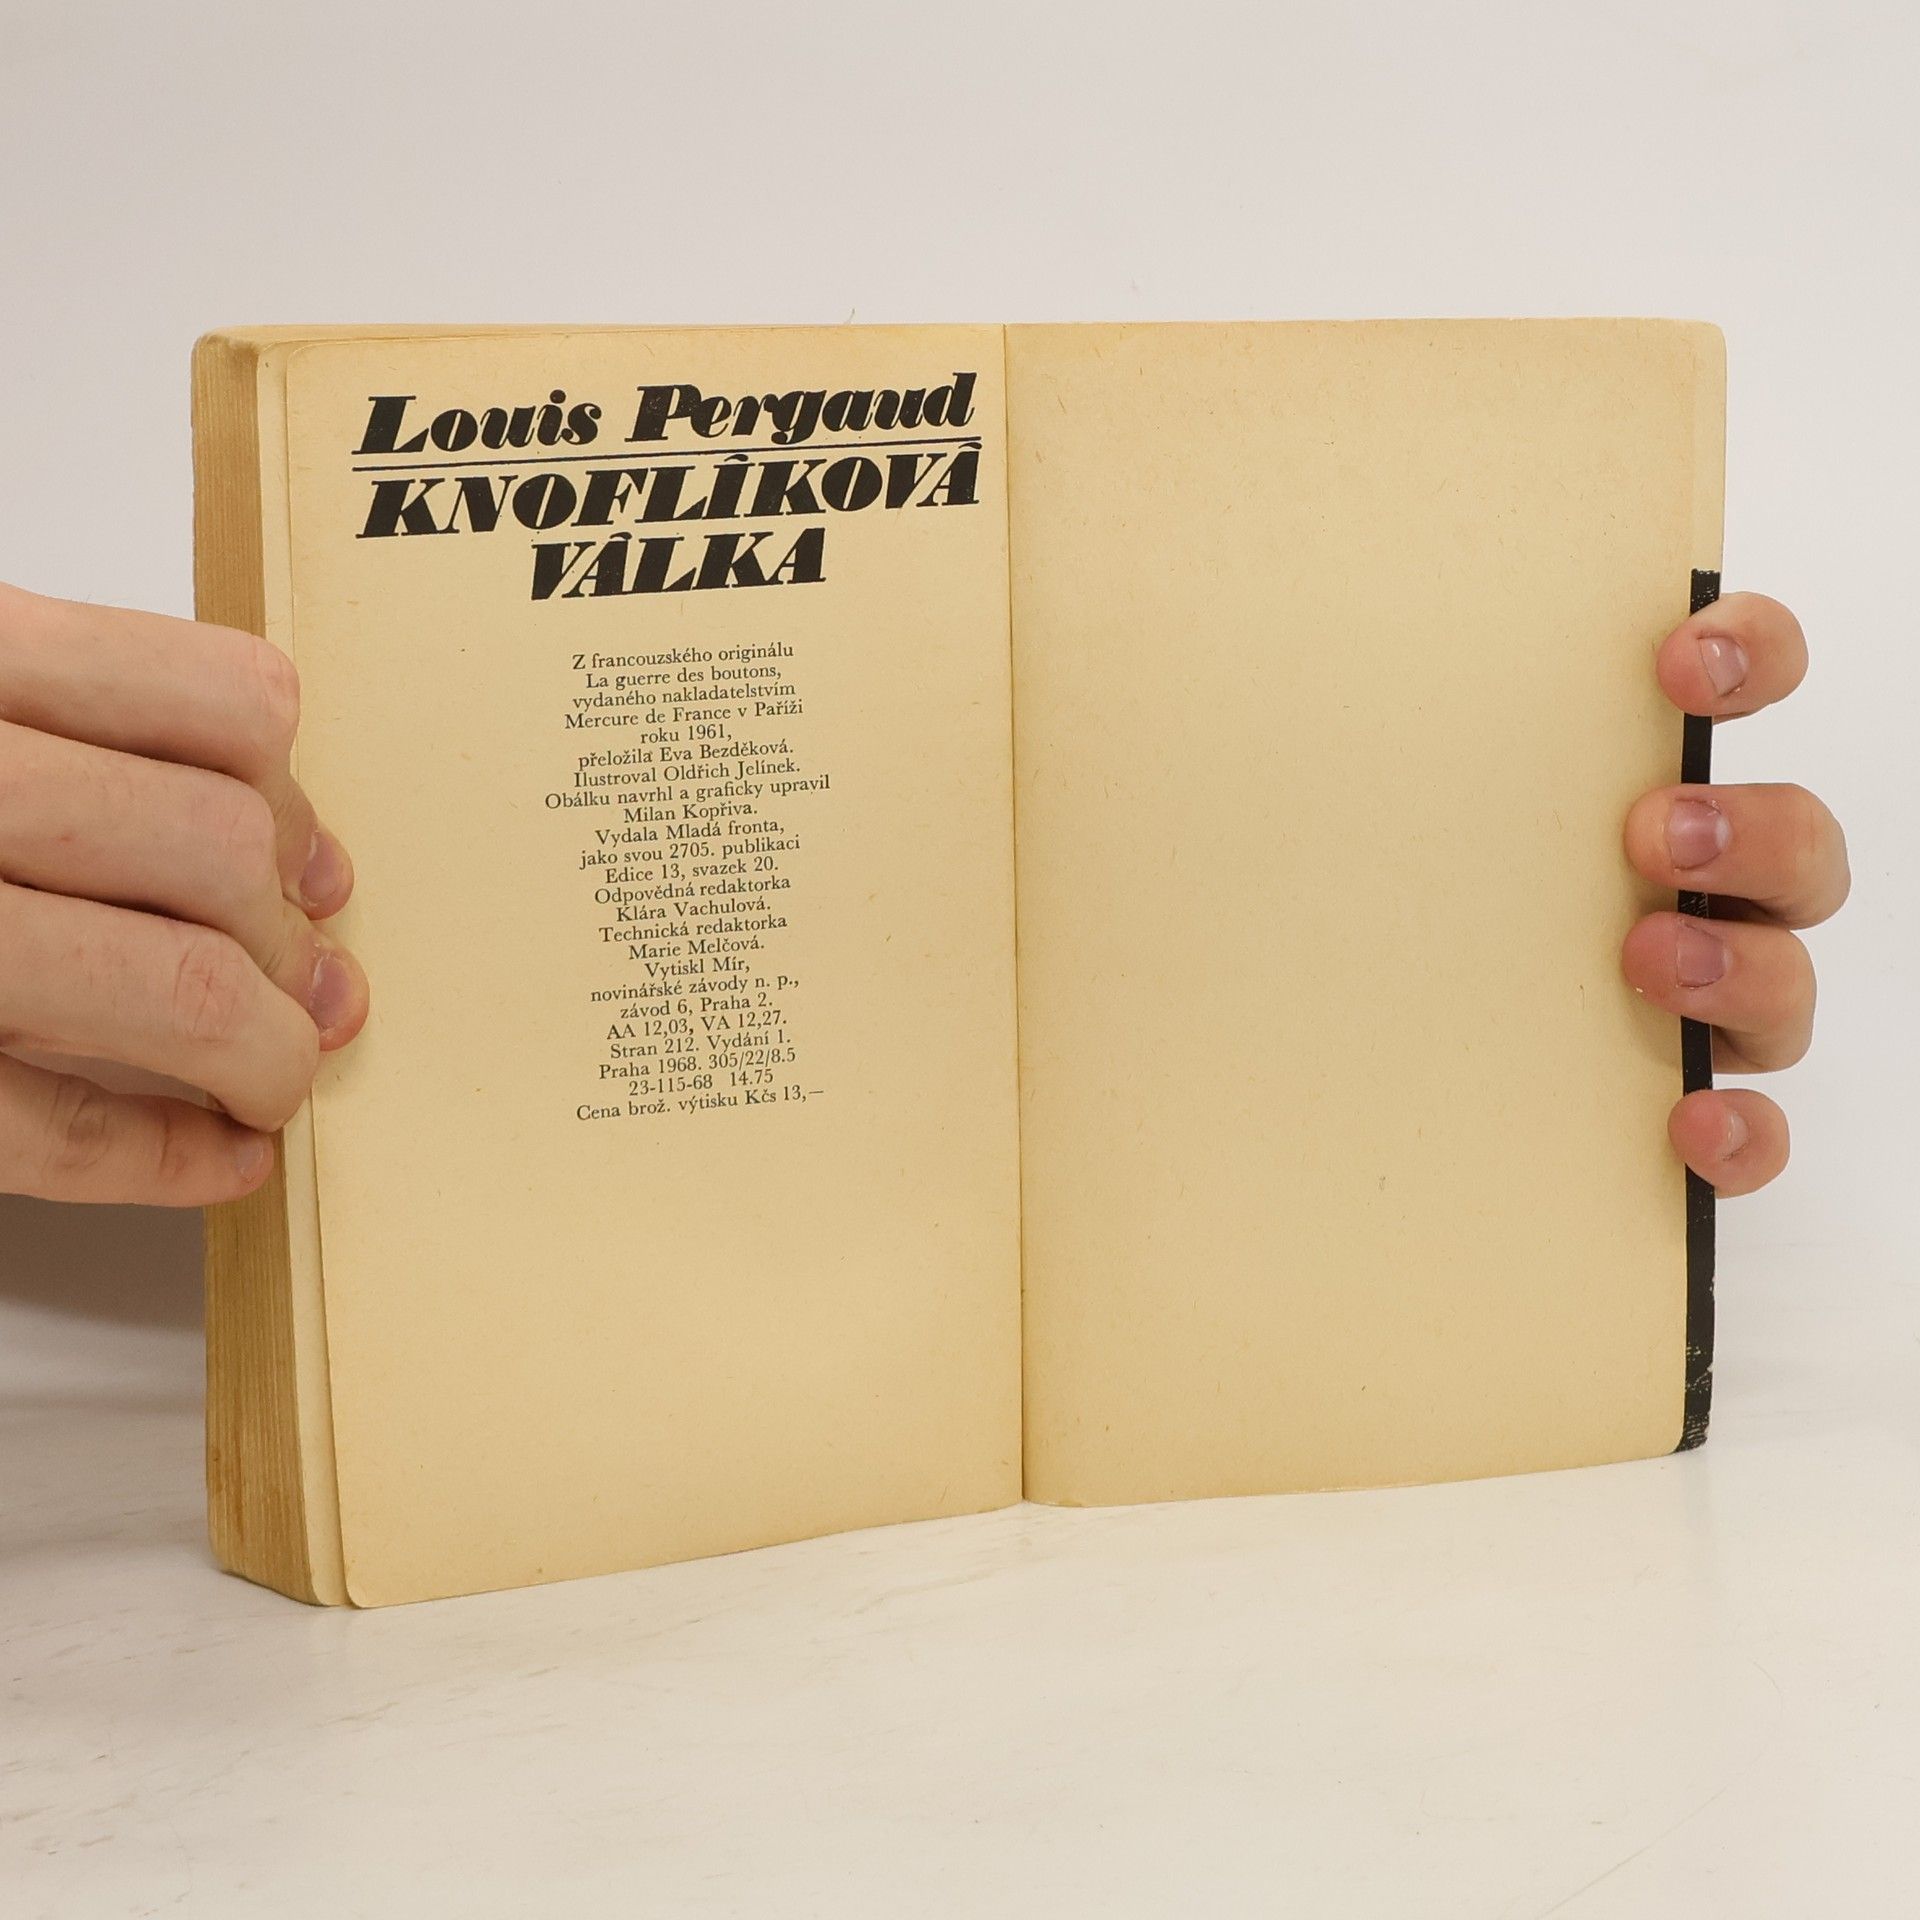 Louis Pergaud
KNOFLÍKOVÁ
VÁLKA
Z francouzského originálu
La guerre des boutons,
vydaného nakladatelstvím
Mercure de France v Paříži
roku 1961,
přeložila Eva Bezděková.
Ilustroval Oldřich Jelínek.
Obálku navrhl a graficky upravil
Milan Kopřiva.
Vydala Mladá fronta,
jako svou 2705. publikaci
Edice 13, svazek 20.
Odpovědná redaktorka
Klára Vachulová.
Technická redaktorka
Marie Melčová.
Vytiskl Mír,
novinářské závody n. p.,
závod 6, Praha 2.
AA 12,03, VA 12,27.
Stran 212. Vydání 1.
Praha 1968. 305/22/8.5
23-115-68 14.75
Cena brož. výtisku Kčs 13,—